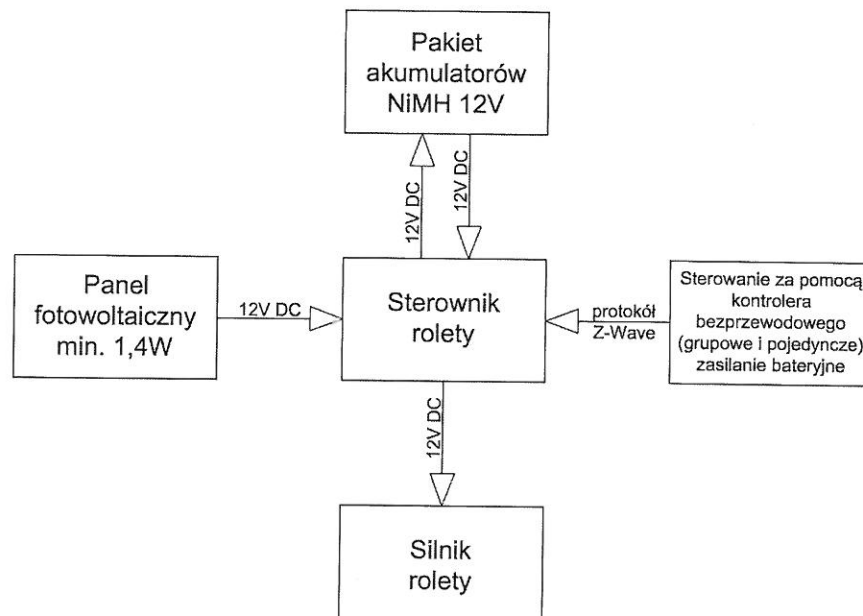 Pakiet
akumulatorów
NiMH 12V
12V DC
12V DC
Panel
fotowoltaiczny
min. 1,4W
12V DC
Sterownik
rolety
protokół
Z-Wave
Sterowanie za pomocą
kontrolera
bezprzewodowego
(grupowe i pojedyncze)
zasilanie bateryjne
12V DC
Silnik
rolety